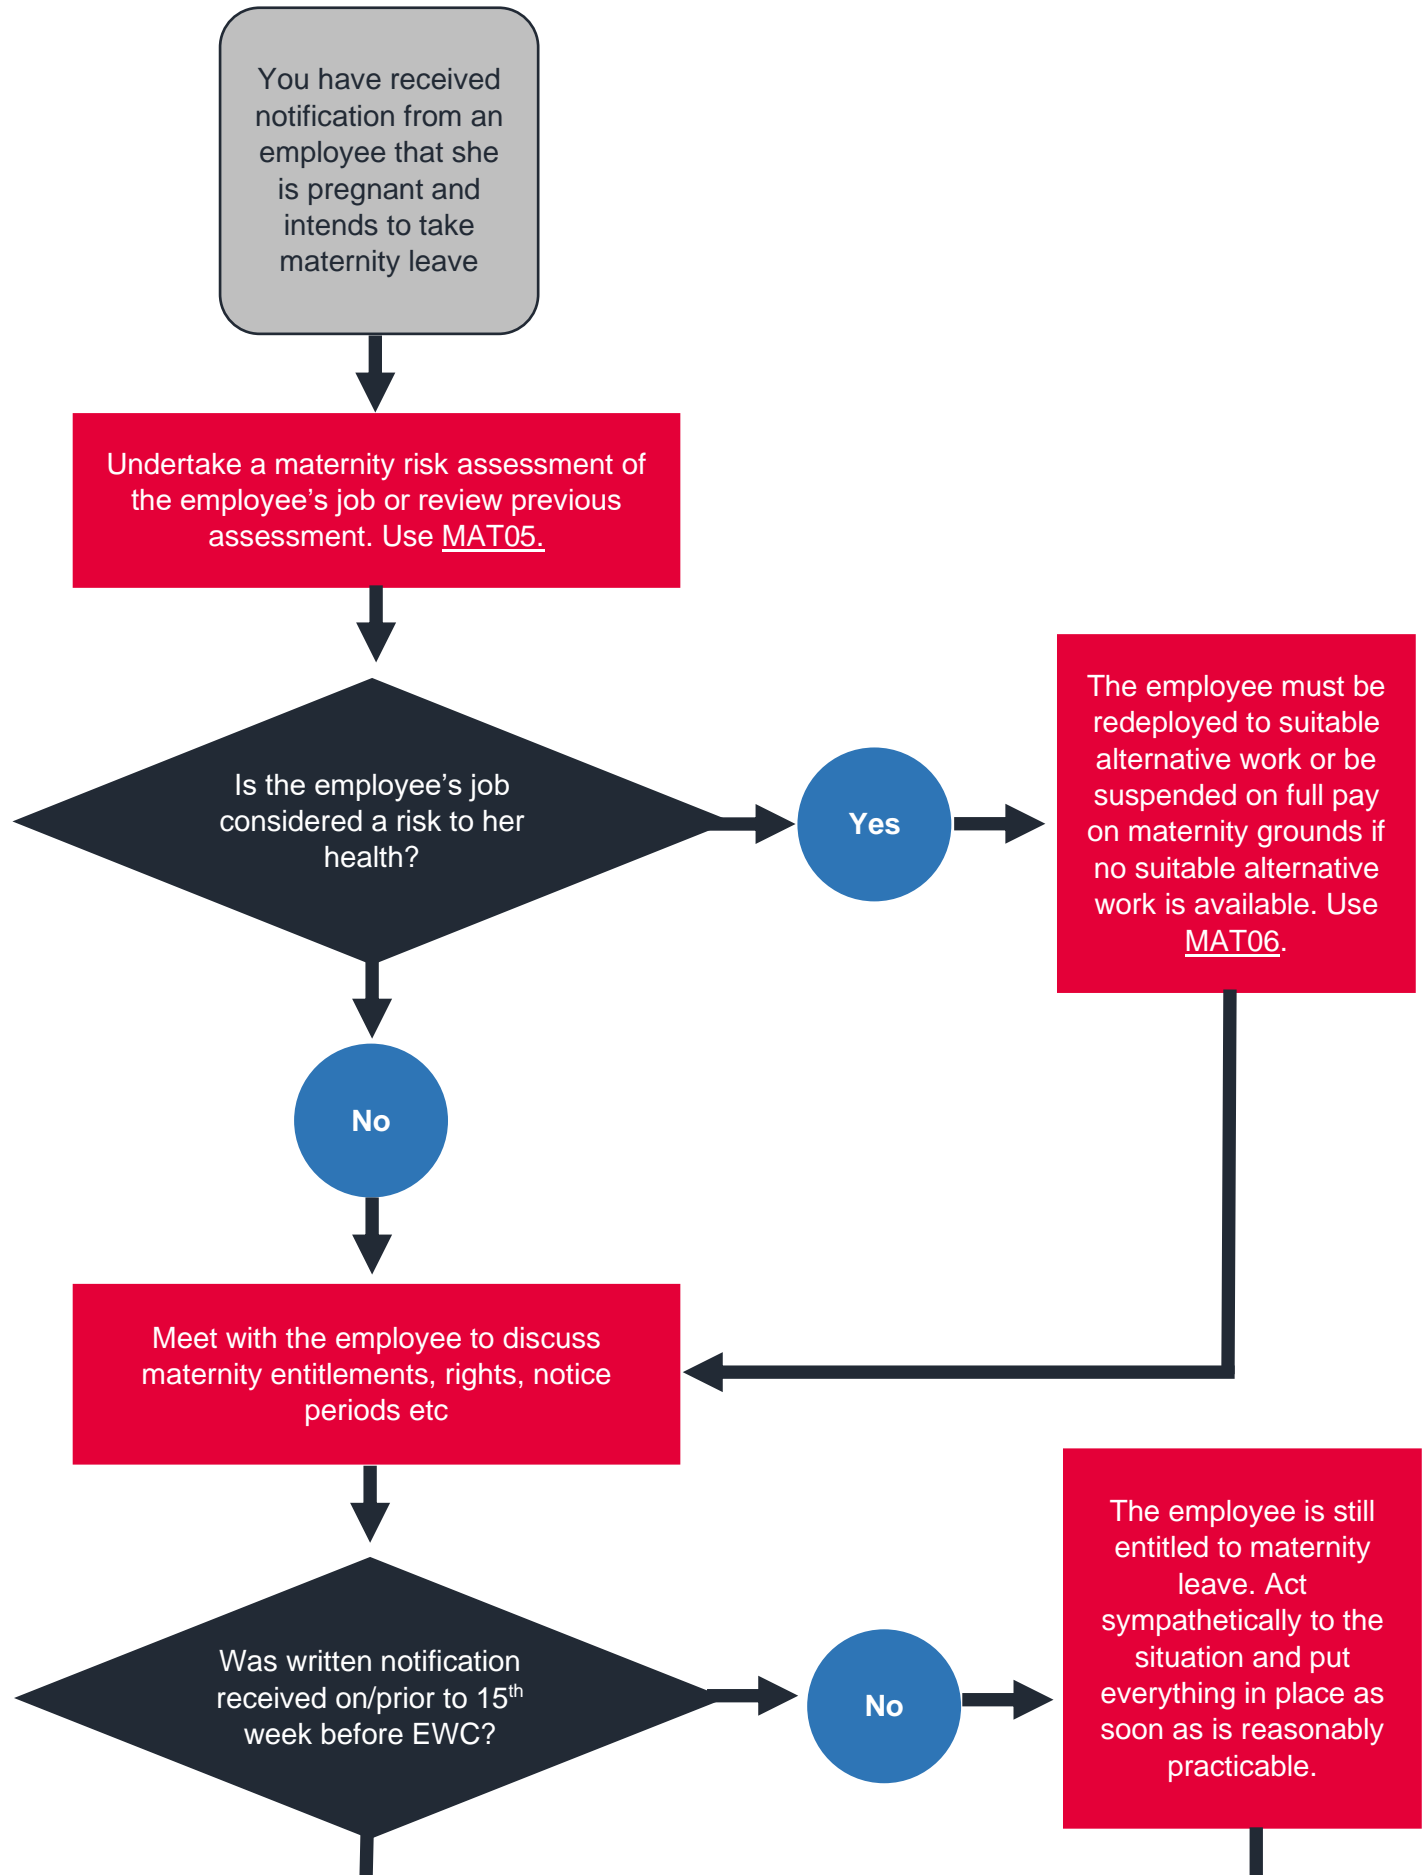 You have received
notification from an
employee that she
is pregnant and
intends to take
maternity leave
Undertake a maternity risk assessment of
the employee’s job or review previous
assessment. Use MAT05.
Is the employee’s job
considered a risk to her
health?
Yes
The employee must be
redeployed to suitable
alternative work or be
suspended on full pay
on maternity grounds if
no suitable alternative
work is available. Use
MAT06.
No
Meet with the employee to discuss
maternity entitlements, rights, notice
periods etc
Was written notification
received on/prior to 15th
week before EWC?
No
The employee is still
entitled to maternity
leave. Act
sympathetically to the
situation and put
everything in place as
soon as is reasonably
practicable.